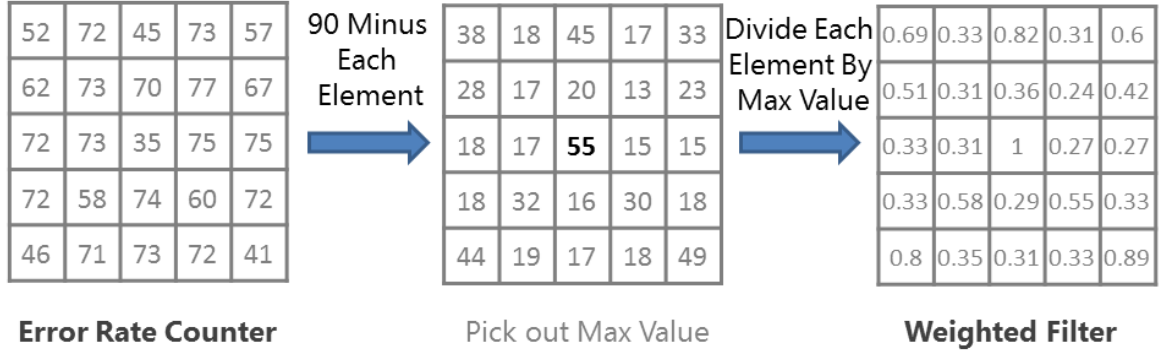 52 72 45 73 57
62 73 70 77 67
72 73 35 75 75
72 58 74 60 72
46 71 73 72 41
Error Rate Counter
90 Minus
Each
Element
38 18 45 17 33
28 17 20 13 23
18 17 55 15 15
18 32 16 30 18
44 19 17 18 49
Pick out Max Value
Divide Each
Element By
Max Value
0.69 0.33 0.82 0.31 0.6
0.51 0.31 0.36 0.24 0.42
0.33 0.31 1 0.27 0.27
0.33 0.58 0.29 0.55 0.33
0.8 0.35 0.31 0.33 0.89
Weighted Filter